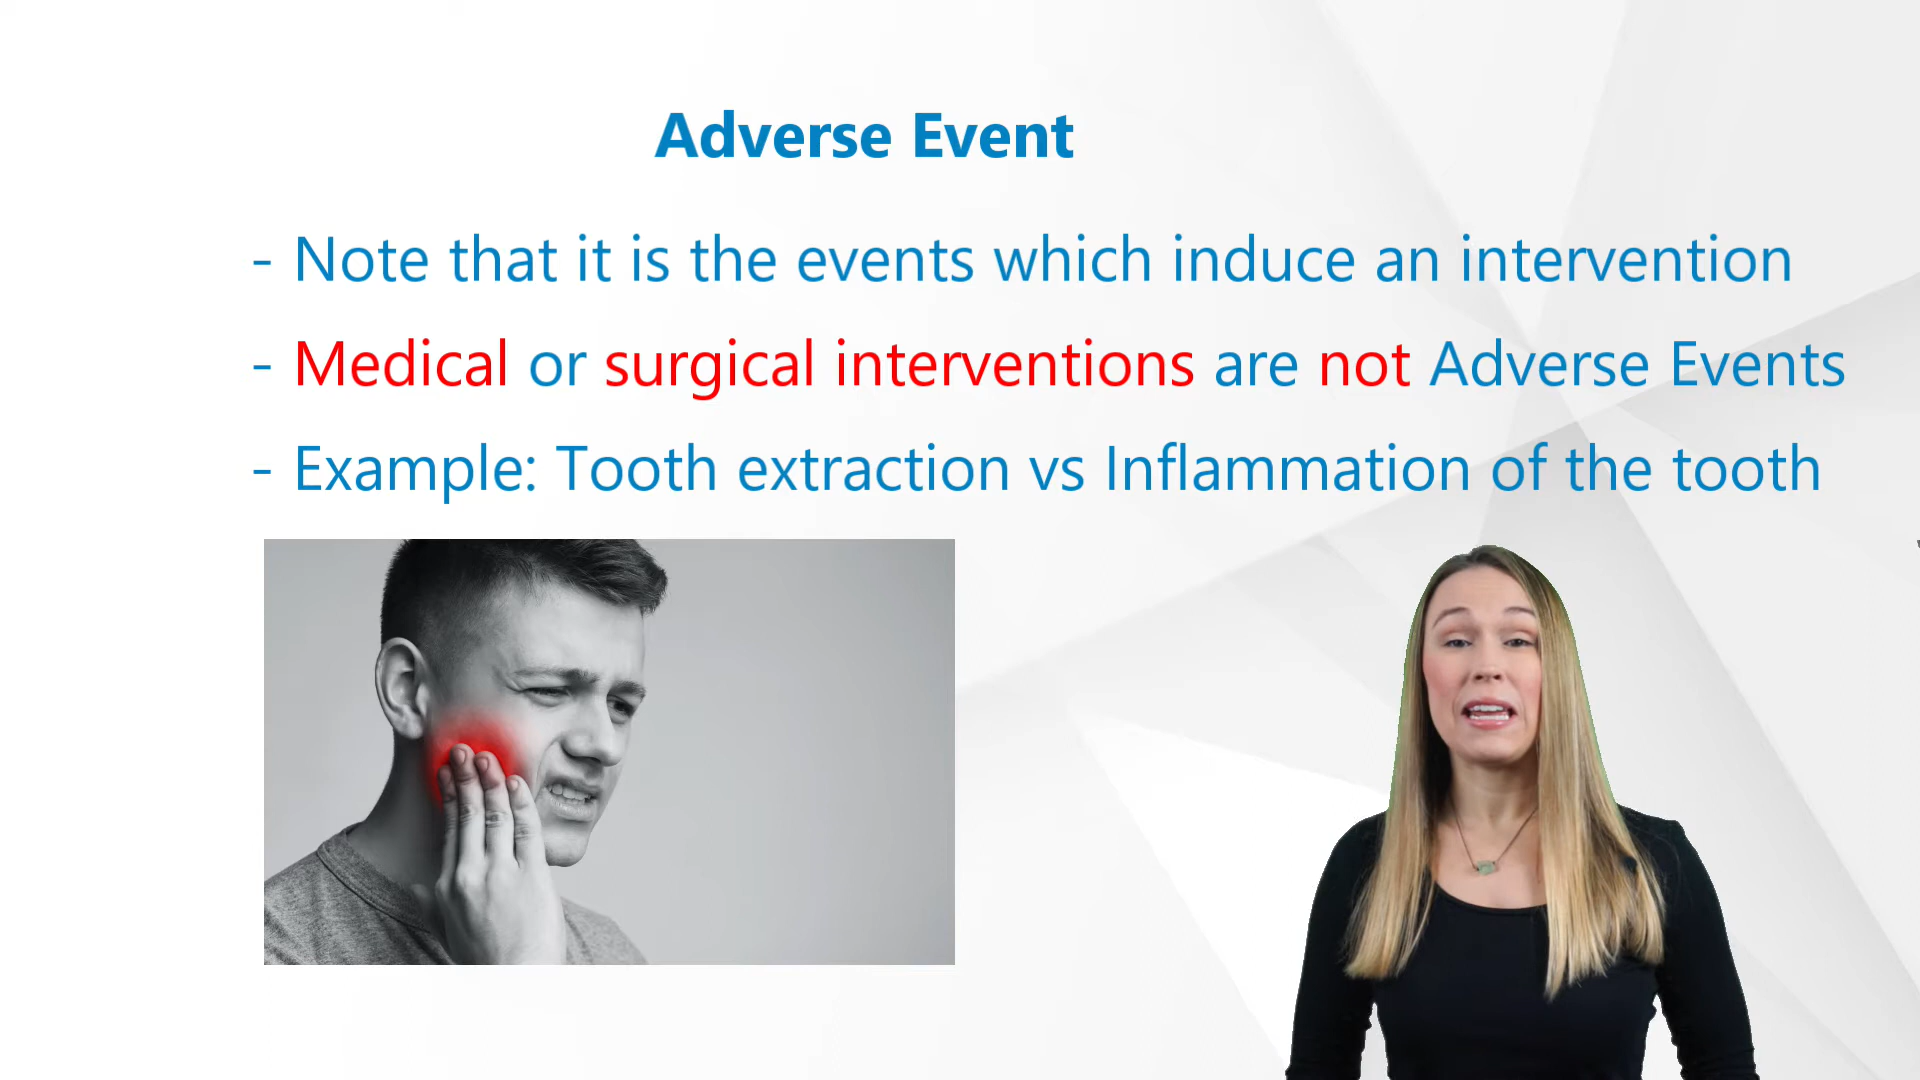 Adverse Event
- Note that it is the events which induce an intervention
- Medical or surgical interventions are not Adverse Events
- Example: Tooth extraction vs Inflammation of the tooth